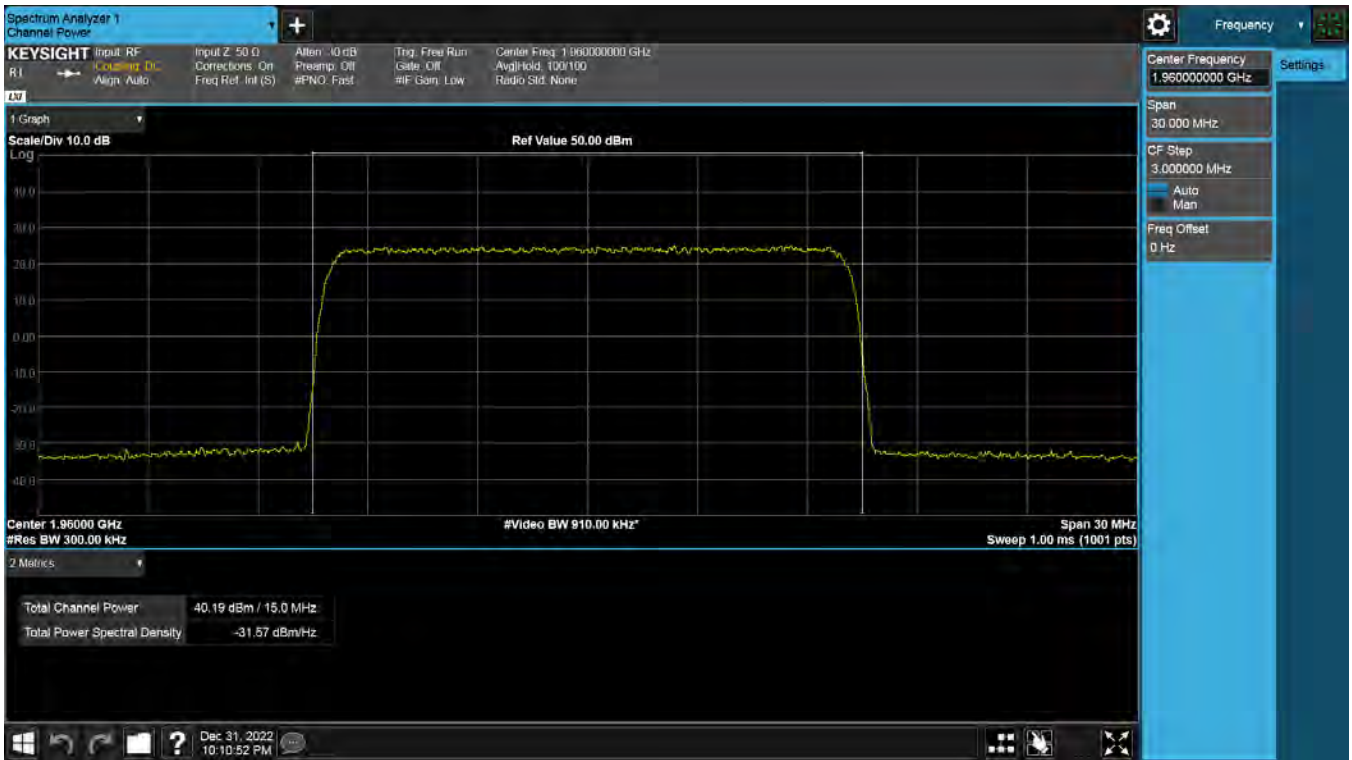 Spectrum Analyzer 1
Channel Power
+
Frequency
KEYSIGHT Input: RF
Input Z: 50 Ω
Atten: 10 dB
Trig: Free Run
Center Freq: 1.960000000 GHz
Coupling: DC
Corrections: On
Preamp: Off
Gate: Off
Avg|Hold: 100/100
Align: Auto
Freq Ref: Int (S)
#PNO: Fast
#IF Gain: Low
Radio Std: None
LXI
Center Frequency
1.960000000 GHz
Settings
Span
30.000 MHz
CF Step
3.000000 MHz
Auto
Man
Freq Offset
0 Hz
1 Graph
Scale/Div 10.0 dB
Ref Value 50.00 dBm
Log
40.0
30.0
20.0
10.0
0.00
-10.0
-20.0
-30.0
-40.0
Center 1.96000 GHz
#Video BW 910.00 kHz*
Span 30 MHz
#Res BW 300.00 kHz
Sweep 1.00 ms (1001 pts)
2 Metrics
Total Channel Power 40.19 dBm / 15.0 MHz
Total Power Spectral Density -31.57 dBm/Hz
?
Dec 31, 2022
10:10:52 PM